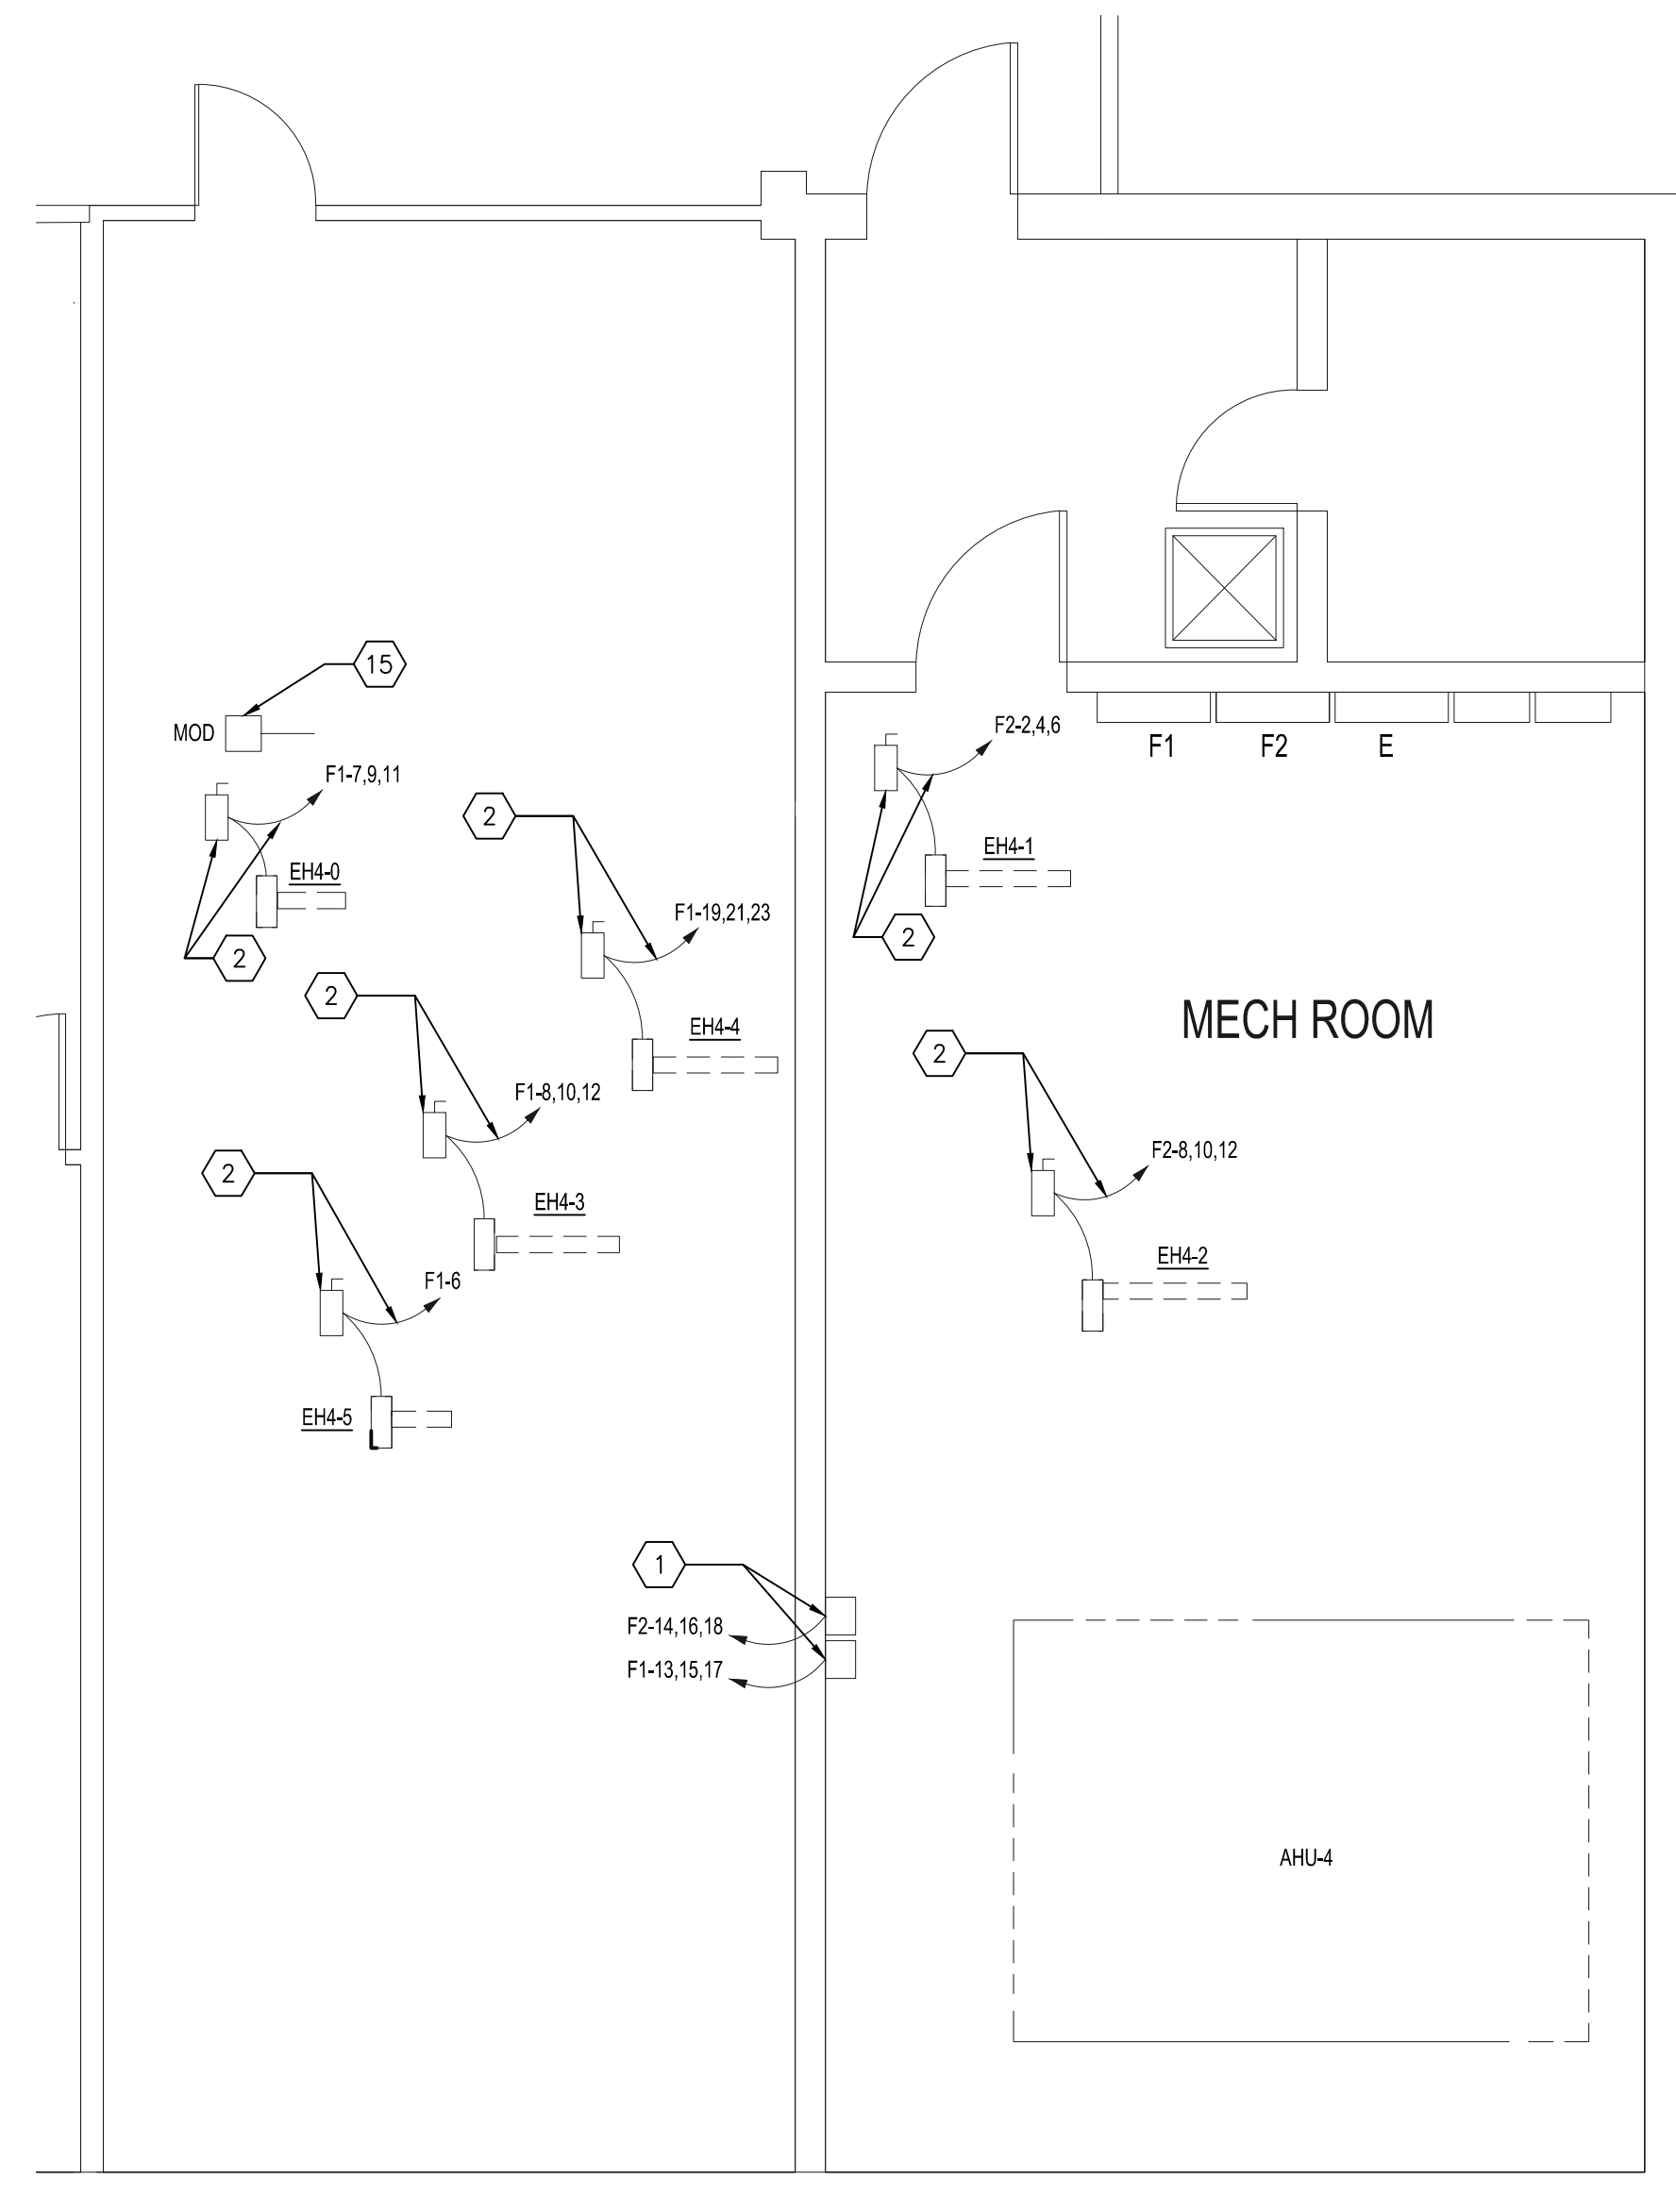 15
MOD
F1-7,9,11
EH4-0
2
2
F1-19,21,23
EH4-4
2
F1-8,10,12
EH4-3
2
F1-6
EH4-5
1
F2-14,16,18
F1-13,15,17
F1
F2
E
F2-2,4,6
EH4-1
2
MECH ROOM
2
F2-8,10,12
EH4-2
AHU-4